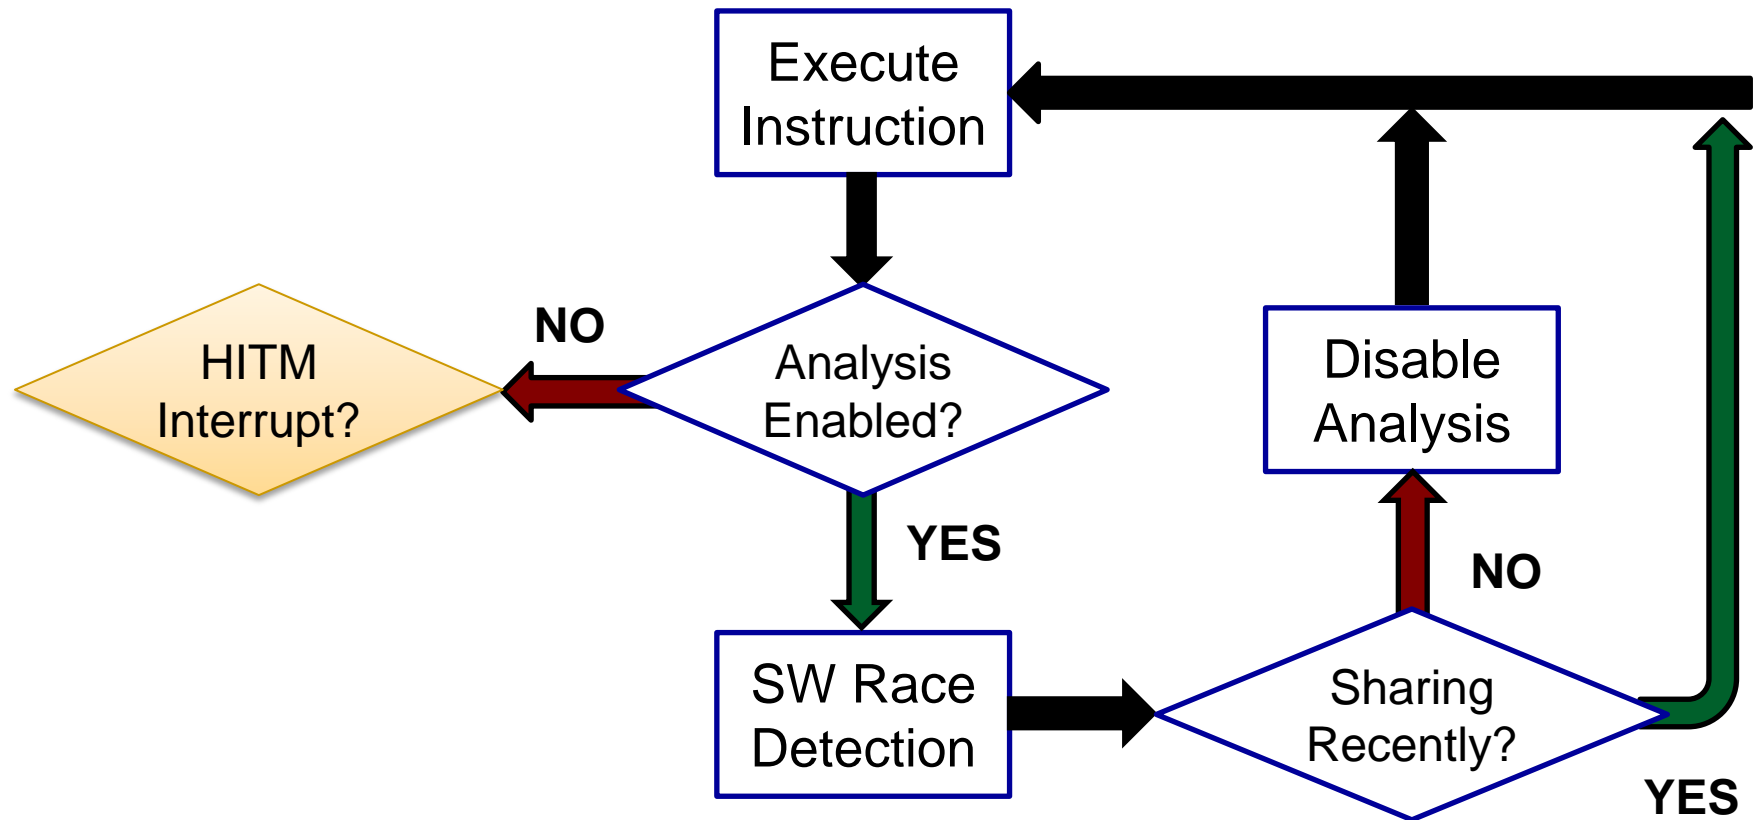 Execute
Instruction
NO
HITM
Interrupt?
Analysis
Enabled?
Disable
Analysis
YES
NO
SW Race
Detection
Sharing
Recently?
YES